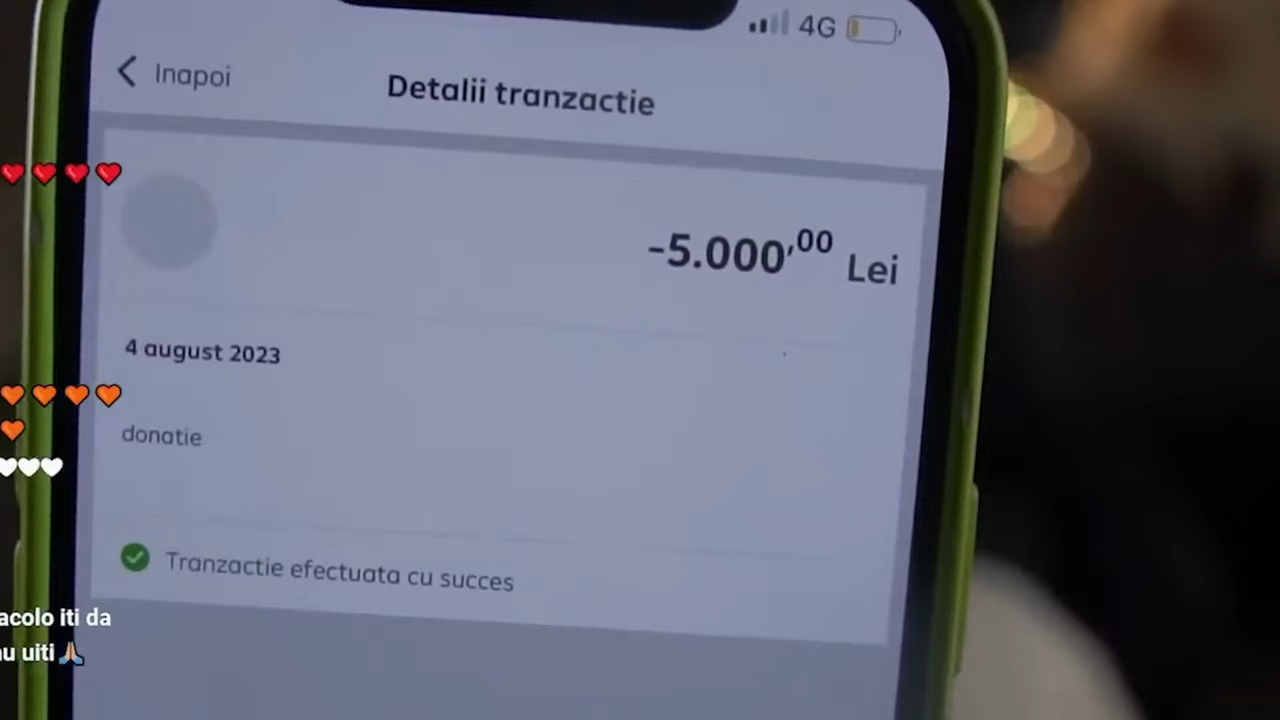 4G
Inapoi
Detalii tranzactie
-5.000,00 Lei
4 august 2023
donatie
Tranzactie efectuata cu succes
acolo iti da
uiti